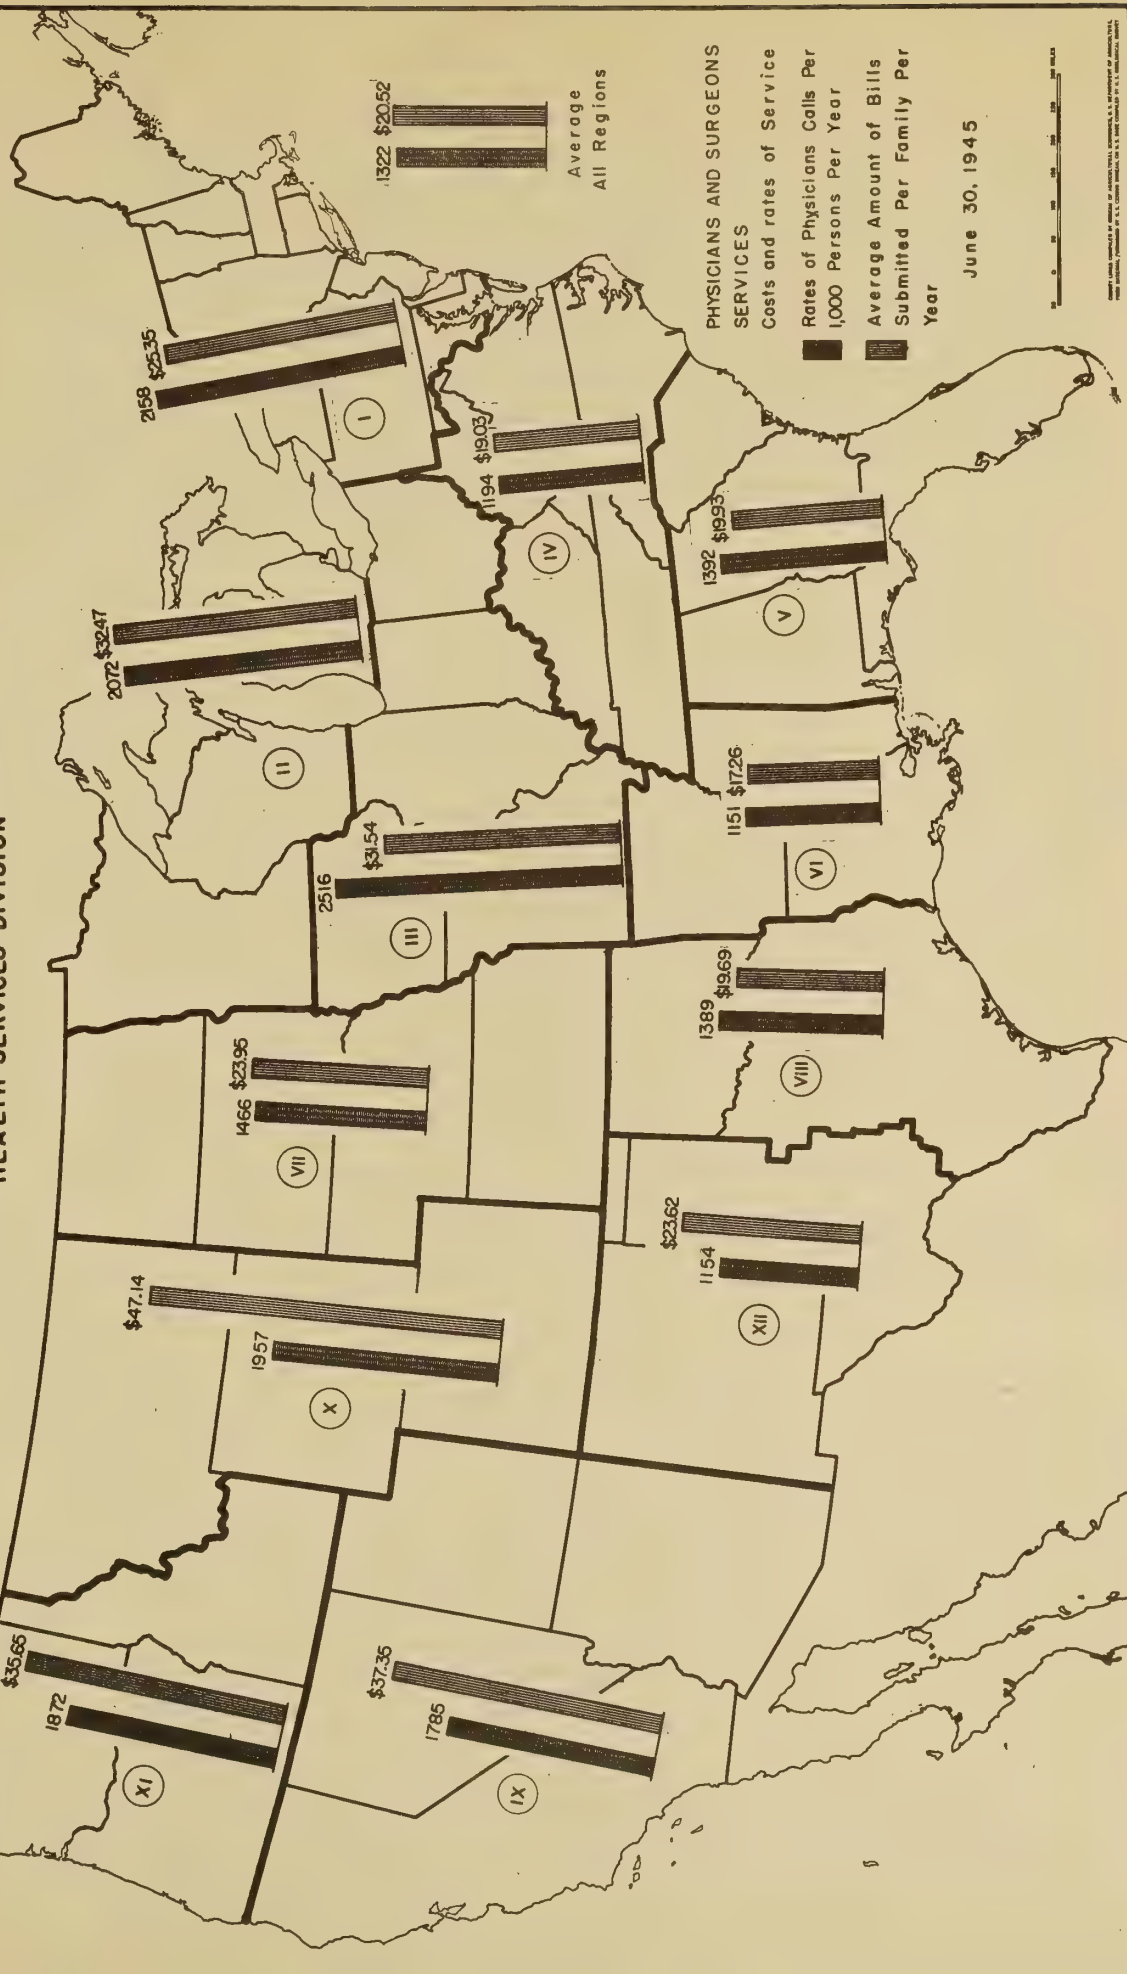 HEALTH SERVICES DIVISION
$35.65
1872
XI
$37.35
1785
IX
$47.14
1957
X
1466 $23.95
VII
$23.62
1154
XII
1389 $19.69
VIII
2072 $32.47
II
2516 $31.54
III
1151 $17.26
VI
2158 $25.35
I
1194 $19.03
IV
1392 $19.93
V
1322 $20.52
Average
All Regions
PHYSICIANS AND SURGEONS
SERVICES
Costs and rates of Service
Rates of Physicians Calls Per
1,000 Persons Per Year
Average Amount of Bills
Submitted Per Family Per
Year
June 30, 1945